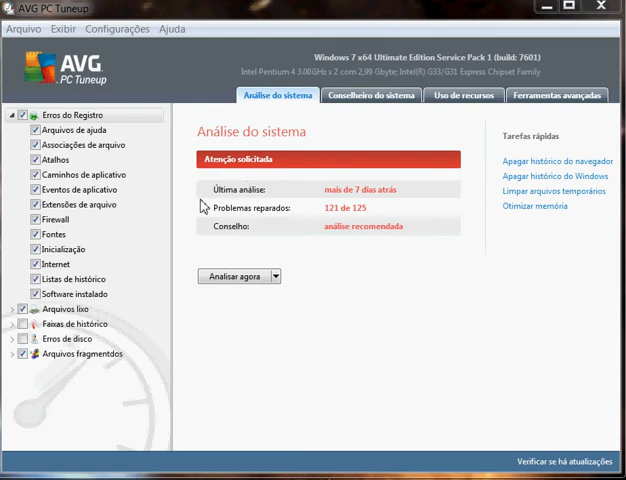 AVG PC Tuneup
Arquivo Exibir Configurações Ajuda
AVG.
PC Tuneup
Windows 7 x64 Ultimate Edition Service Pack 1 (build: 7601)
Intel Pentium 4 3.00GHz x 2 com 2,99 Gbyte; Intel(R) G33/G31 Express Chipset Family
Análise do sistema Conselheiro do sistema Uso de recursos Ferramentas avançadas
Erros do Registro
Arquivos de ajuda
Associações de arquivo
Atalhos
Caminhos de aplicativo
Eventos de aplicativo
Extensões de arquivo
Firewall
Fontes
Inicialização
Internet
Listas de histórico
Software instalado
Arquivos lixo
Faixas de histórico
Erros de disco
Arquivos fragmentdos
Análise do sistema
Atenção solicitada
Última análise: mais de 7 dias atrás
Problemas reparados: 121 de 125
Conselho: análise recomendada
Analisar agora
Tarefas rápidas
Apagar histórico do navegador
Apagar histórico do Windows
Limpar arquivos temporários
Otimizar memória
Verificar se há atualizações